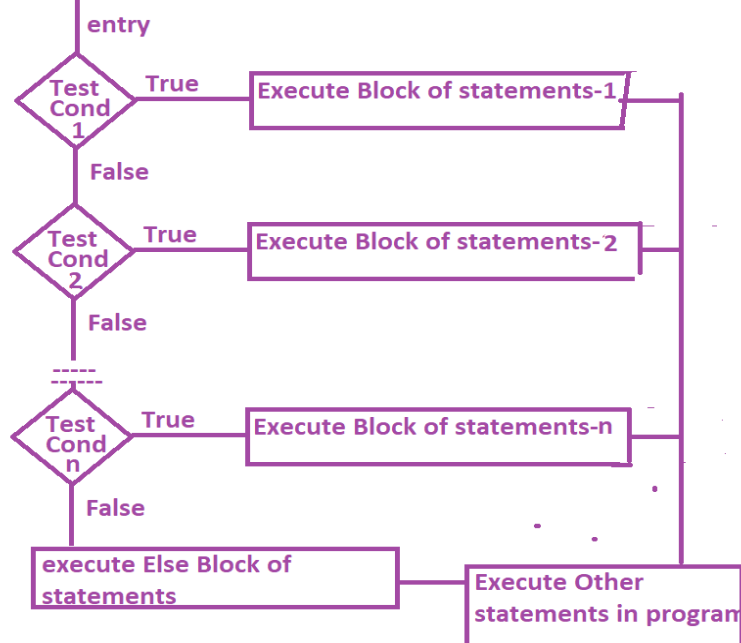 entry
Test
Cond
1
True
Execute Block of statements-1
False
Test
Cond
2
True
Execute Block of statements-2
False
-----
------
Test
Cond
n
True
Execute Block of statements-n
False
execute Else Block of
statements
Execute Other
statements in program